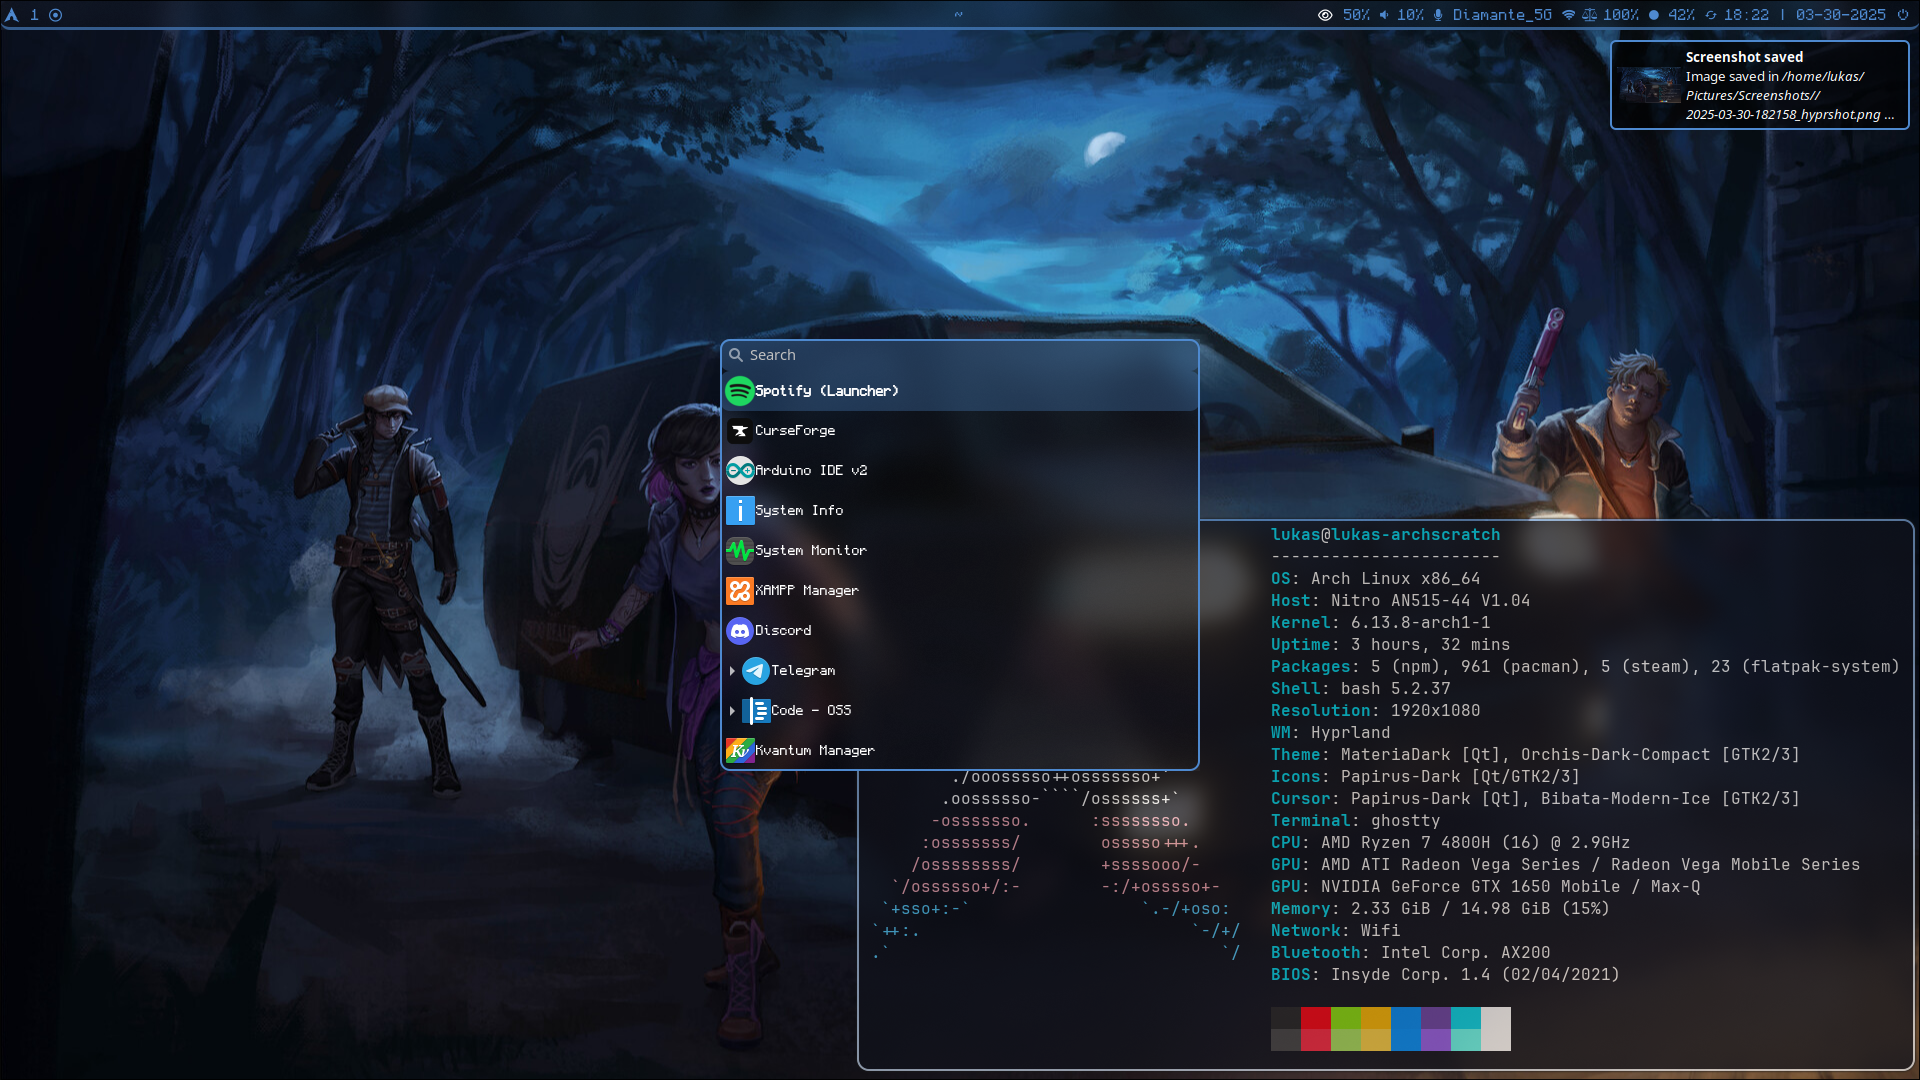 1
~
50% 10% Diamante_5G 100% 42% 18:22 | 03-30-2025
Screenshot saved
Image saved in /home/lukas/
Pictures/Screenshots//
2025-03-30-182158_hyprshot.png ...
Search
Spotify (Launcher)
CurseForge
Arduino IDE v2
System Info
System Monitor
XAMPP Manager
Discord
Telegram
Code - OSS
Kvantum Manager
lukas@lukas-archscratch
-----------------------
OS: Arch Linux x86_64
Host: Nitro AN515-44 V1.04
Kernel: 6.13.8-arch1-1
Uptime: 3 hours, 32 mins
Packages: 5 (npm), 961 (pacman), 5 (steam), 23 (flatpak-system)
Shell: bash 5.2.37
Resolution: 1920x1080
WM: Hyprland
Theme: MateriaDark [Qt], Orchis-Dark-Compact [GTK2/3]
Icons: Papirus-Dark [Qt/GTK2/3]
Cursor: Papirus-Dark [Qt], Bibata-Modern-Ice [GTK2/3]
Terminal: ghostty
CPU: AMD Ryzen 7 4800H (16) @ 2.9GHz
GPU: AMD ATI Radeon Vega Series / Radeon Vega Mobile Series
GPU: NVIDIA GeForce GTX 1650 Mobile / Max-Q
Memory: 2.33 GiB / 14.98 GiB (15%)
Network: Wifi
Bluetooth: Intel Corp. AX200
BIOS: Insyde Corp. 1.4 (02/04/2021)
./ooosssso++osssssso+`
.oossssso-````/ossssss+`
-osssssso.      :ssssssso.
:osssssss/        osssso+++.
/ossssssss/        +ssssooo/-
`/ossssso+/:-        -:/+osssso+-
`+sso+:-`                 `.-/+oso:
`++:.                           `-/+/
.`                                 `/